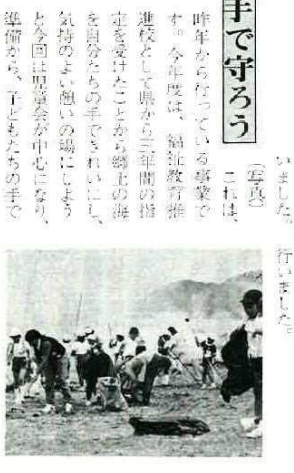 手で守ろう
いました。
(写真)　これは、
昨年から行っている事業で
す。今年度は、福祉教育推
進校として県から三年間の指
定を受けたことから郷土の海
を自分たちの手できれいにし、
気持のよい憩いの場にしよう
と今回は児童会が中心になり、
準備から、子どもたちの手で
行いました。